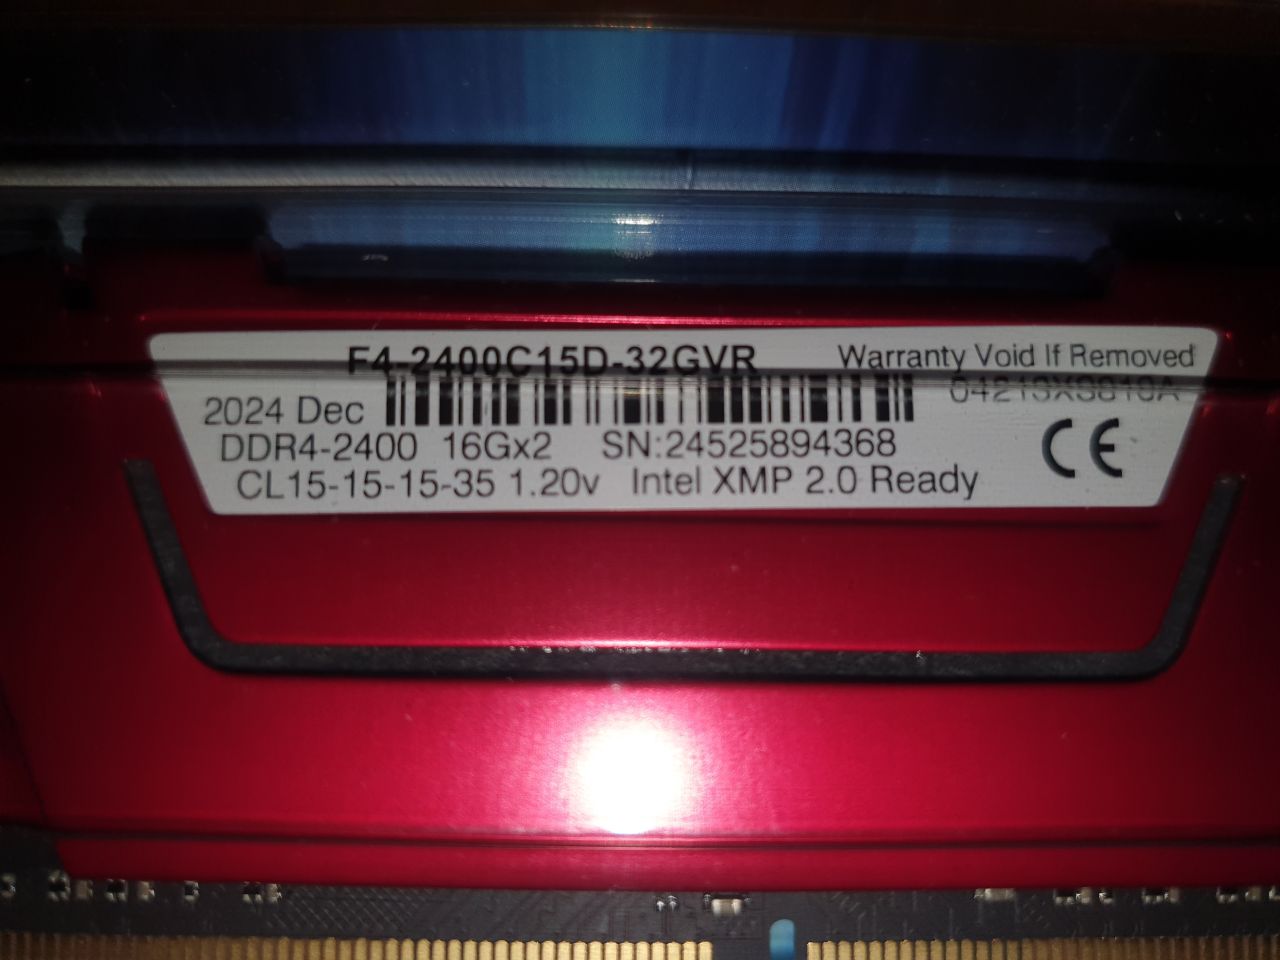 F4-2400C15D-32GVR Warranty Void If Removed
2024 Dec
DDR4-2400 16Gx2 SN:24525894368
CL15-15-15-35 1.20v Intel XMP 2.0 Ready
CE